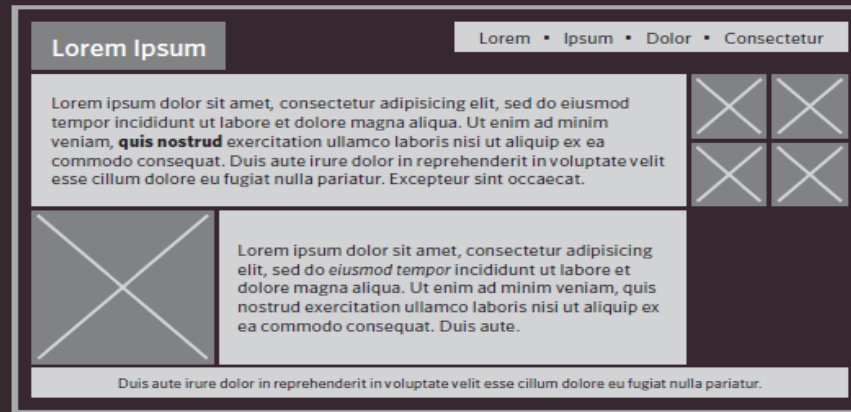 Lorem Ipsum
Lorem ▪ Ipsum ▪ Dolor ▪ Consectetur
Lorem ipsum dolor sit amet, consectetur adipisicing elit, sed do eiusmod
tempor incididunt ut labore et dolore magna aliqua. Ut enim ad minim
veniam, quis nostrud exercitation ullamco laboris nisi ut aliquip ex ea
commodo consequat. Duis aute irure dolor in reprehenderit in voluptate velit
esse cillum dolore eu fugiat nulla pariatur. Excepteur sint occaecat.
Lorem ipsum dolor sit amet, consectetur adipisicing
elit, sed do eiusmod tempor incididunt ut labore et
dolore magna aliqua. Ut enim ad minim veniam, quis
nostrud exercitation ullamco laboris nisi ut aliquip ex
ea commodo consequat. Duis aute.
Duis aute irure dolor in reprehenderit in voluptate velit esse cillum dolore eu fugiat nulla pariatur.